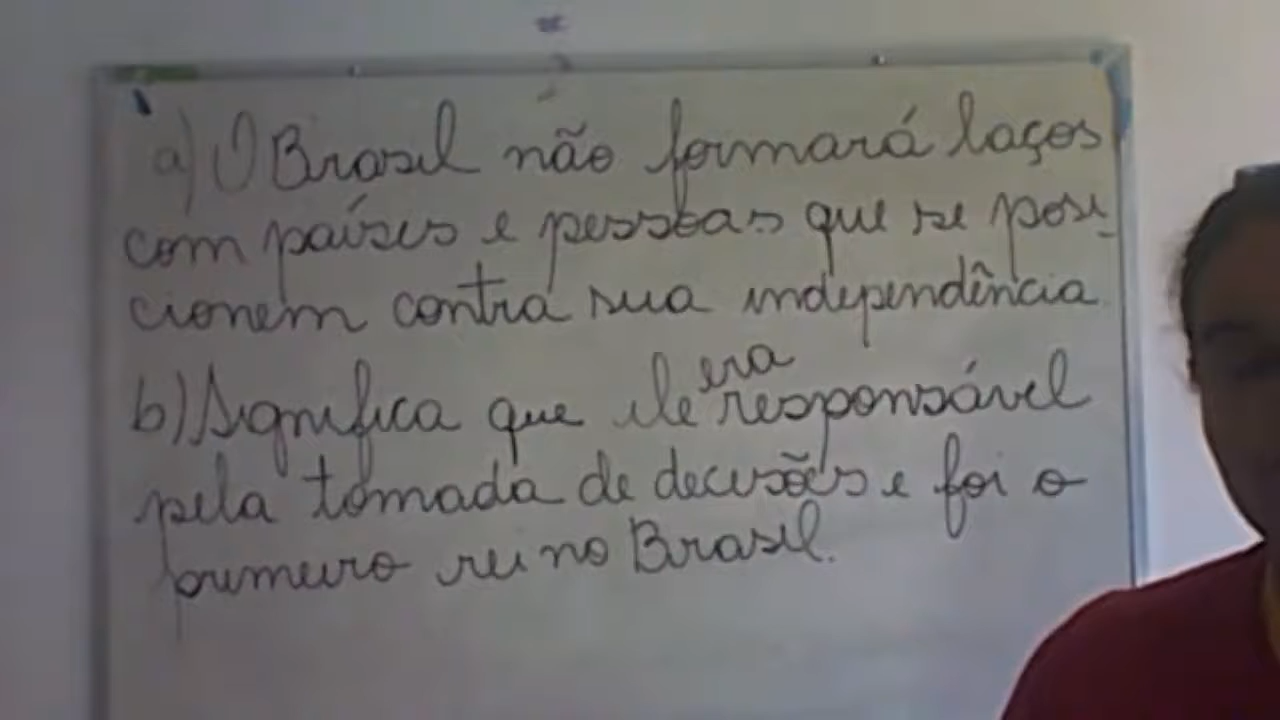 a) O Brasil não formará laços
com países e pessoas que se posi-
cionem contra sua independência
b) Significa que ele era responsável
pela tomada de decisões e foi o
primeiro rei no Brasil.